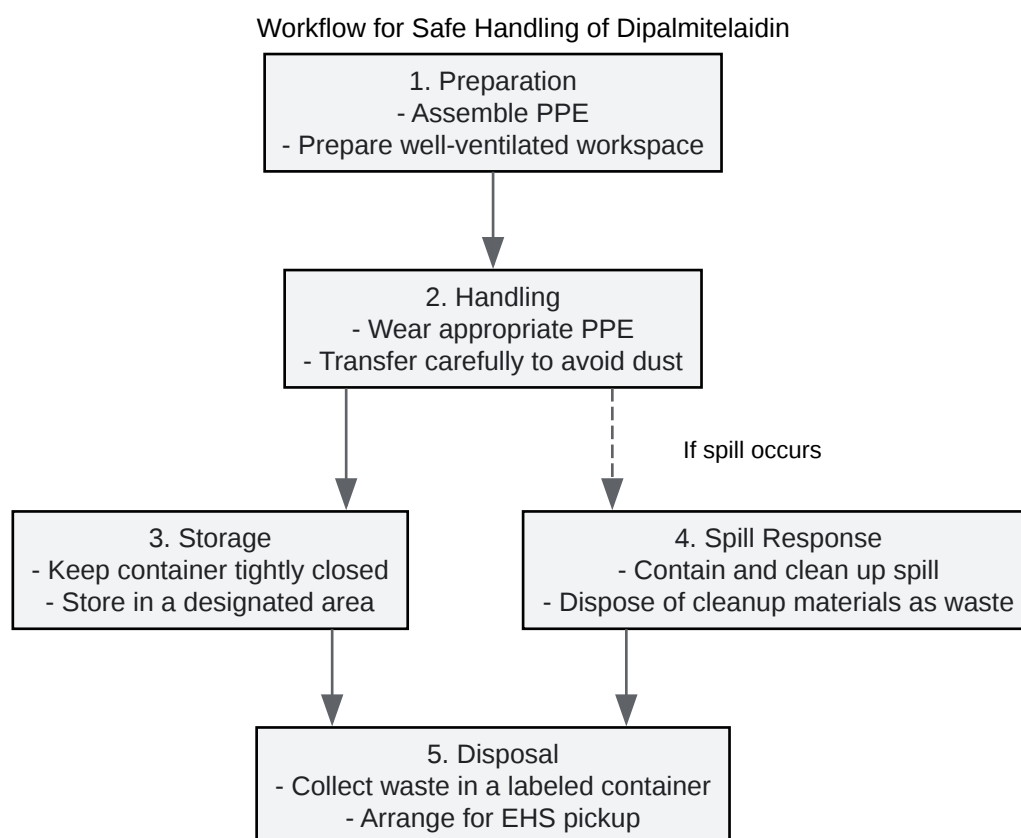 Workflow for Safe Handling of Dipalmitelaidin
1. Preparation
- Assemble PPE
- Prepare well-ventilated workspace
2. Handling
- Wear appropriate PPE
- Transfer carefully to avoid dust
If spill occurs
3. Storage
- Keep container tightly closed
- Store in a designated area
4. Spill Response
- Contain and clean up spill
- Dispose of cleanup materials as waste
5. Disposal
- Collect waste in a labeled container
- Arrange for EHS pickup